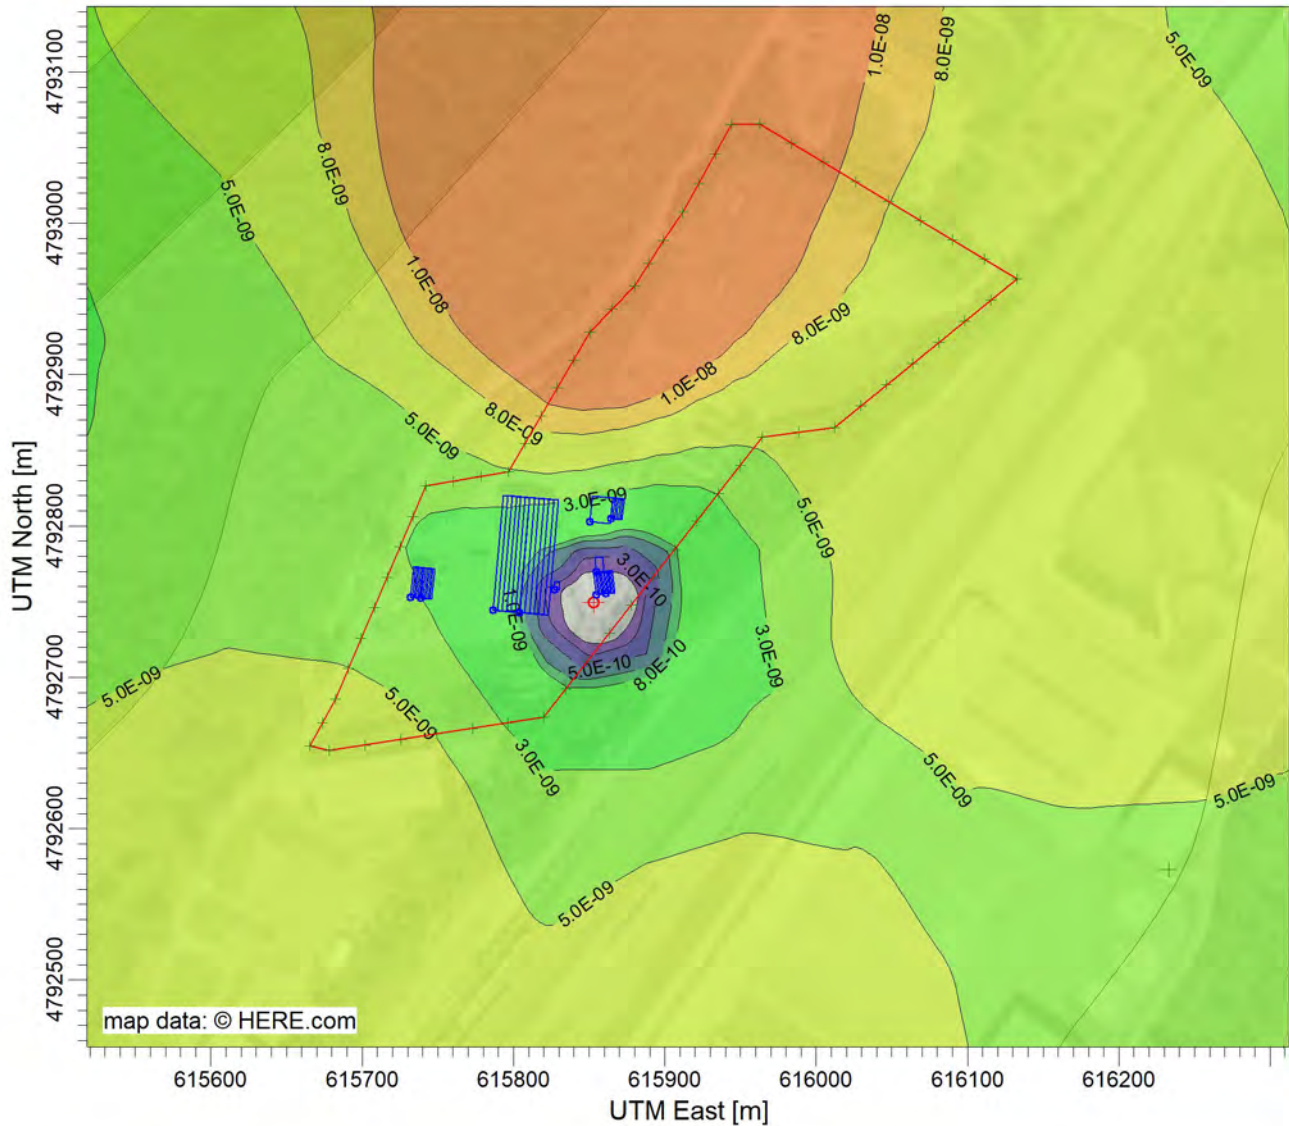 1.0E-08
8.0E-09
5.0E-09
8.0E-09
5.0E-09
1.0E-08
8.0E-09
1.0E-08
8.0E-09
5.0E-09
3.0E-09
5.0E-09
3.0E-10
1.0E-09
3.0E-09
5.0E-10
8.0E-10
5.0E-09
5.0E-09
3.0E-09
5.0E-09
5.0E-09
5.0E-09
map data: © HERE.com
UTM North [m]
4793100
4793000
4792900
4792800
4792700
4792600
4792500
615600 615700 615800 615900 616000 616100 616200
UTM East [m]